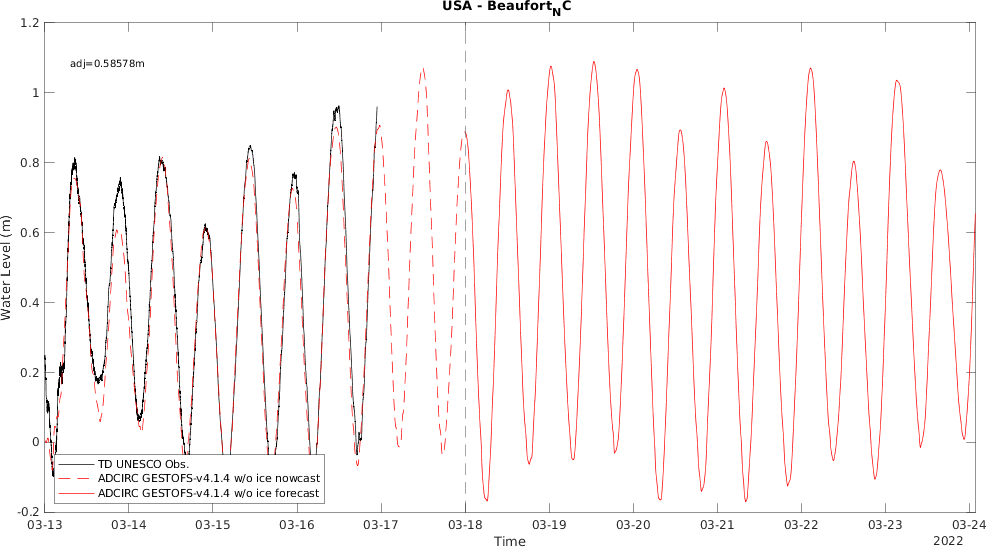 USA - Beaufort_NC
adj=0.58578m
Water Level (m)
1.2
1
0.8
0.6
0.4
0.2
0
-0.2
TD UNESCO Obs.
ADCIRC GESTOFS-v4.1.4 w/o ice nowcast
ADCIRC GESTOFS-v4.1.4 w/o ice forecast
03-13 03-14 03-15 03-16 03-17 03-18 03-19 03-20 03-21 03-22 03-23 03-24
Time
2022